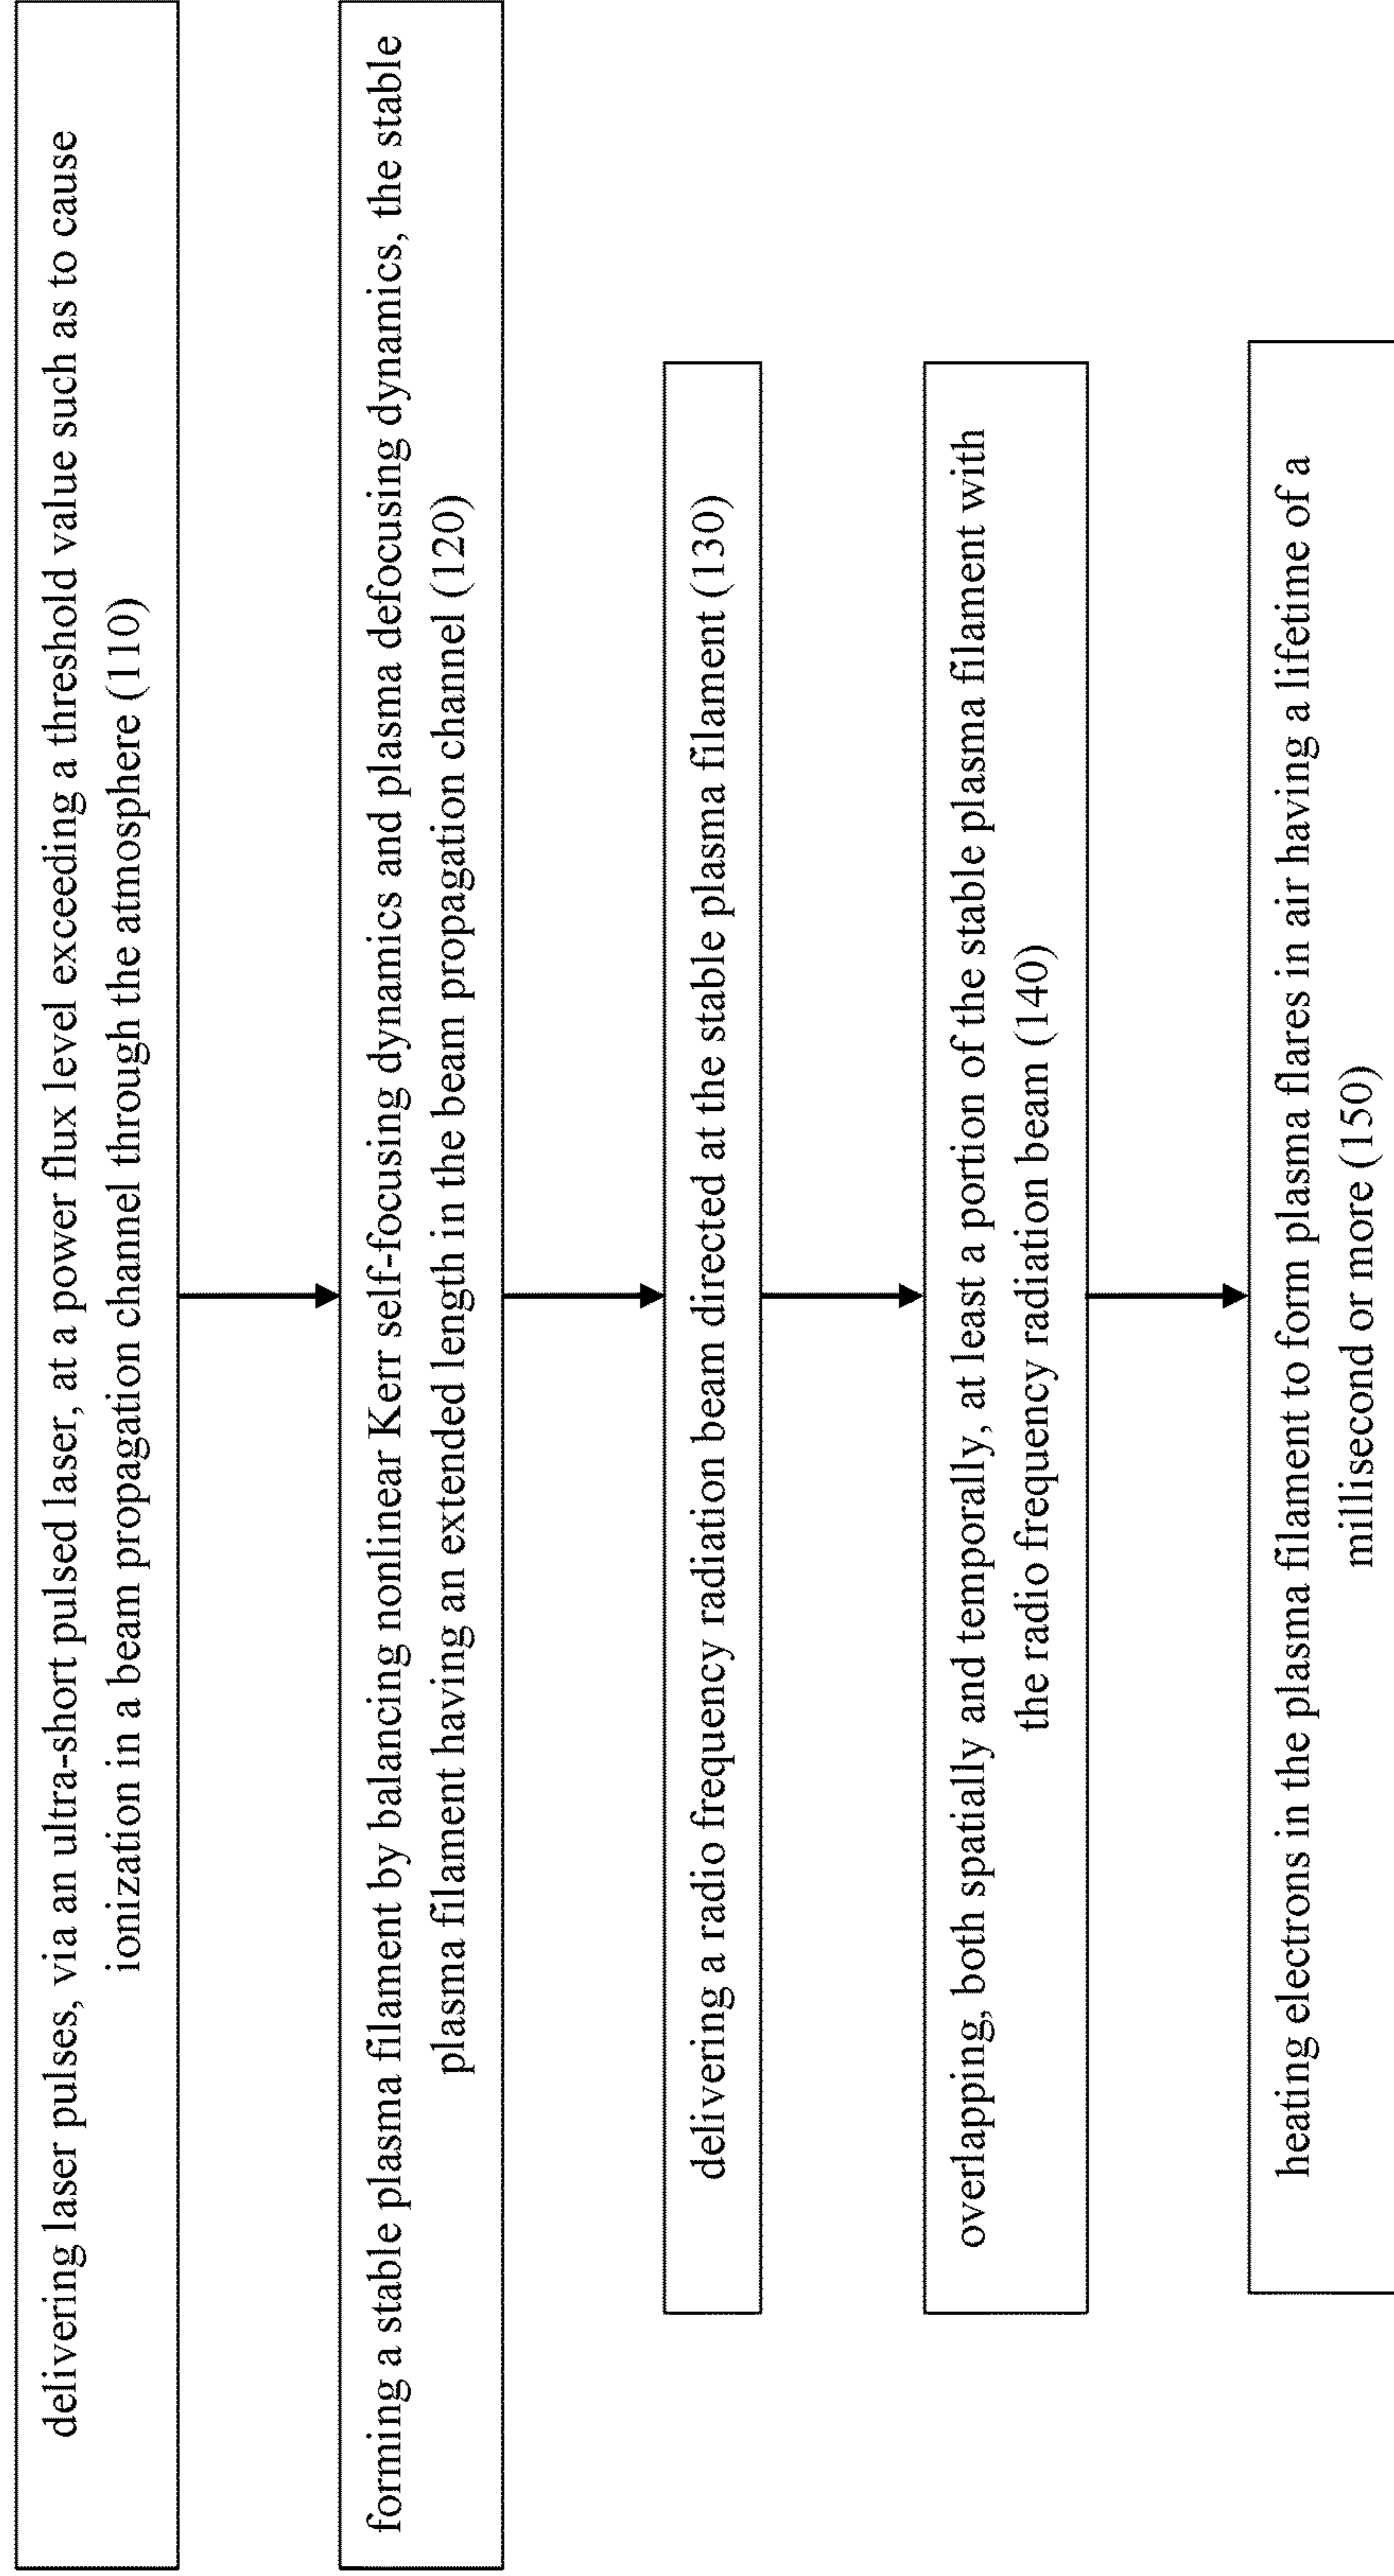 delivering laser pulses, via an ultra-short pulsed laser, at a power flux level exceeding a threshold value such as to cause
ionization in a beam propagation channel through the atmosphere (110)
forming a stable plasma filament by balancing nonlinear Kerr self-focusing dynamics and plasma defocusing dynamics, the stable
plasma filament having an extended length in the beam propagation channel (120)
delivering a radio frequency radiation beam directed at the stable plasma filament (130)
overlapping, both spatially and temporally, at least a portion of the stable plasma filament with
the radio frequency radiation beam (140)
heating electrons in the plasma filament to form plasma flares in air having a lifetime of a
millisecond or more (150)